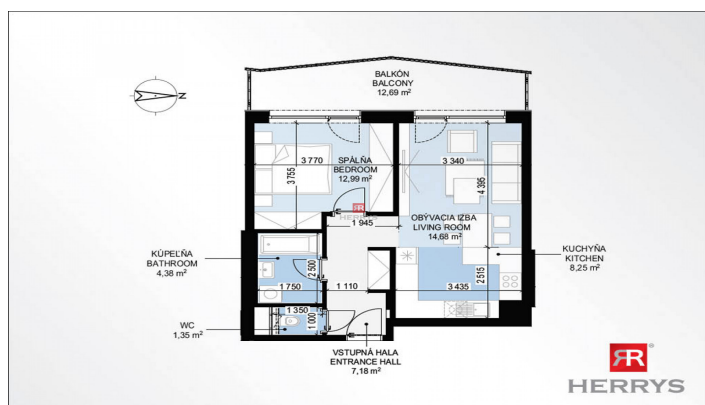 BALKÓN
BALCONY
12,69 m²
N
3 770
SPÁLŇA
BEDROOM
12,99 m²
3 755
3 340
4 395
HERRYS
1 945
OBÝVACIA IZBA
LIVING ROOM
14,68 m²
KUCHYŇA
KITCHEN
8,25 m²
KÚPEĽŇA
BATHROOM
4,38 m²
2 500
1 750
1 110
3 435
2 515
WC
1,35 m²
1 350
1 000
VSTUPNÁ HALA
ENTRANCE HALL
7,18 m²
RR®
HERRYS